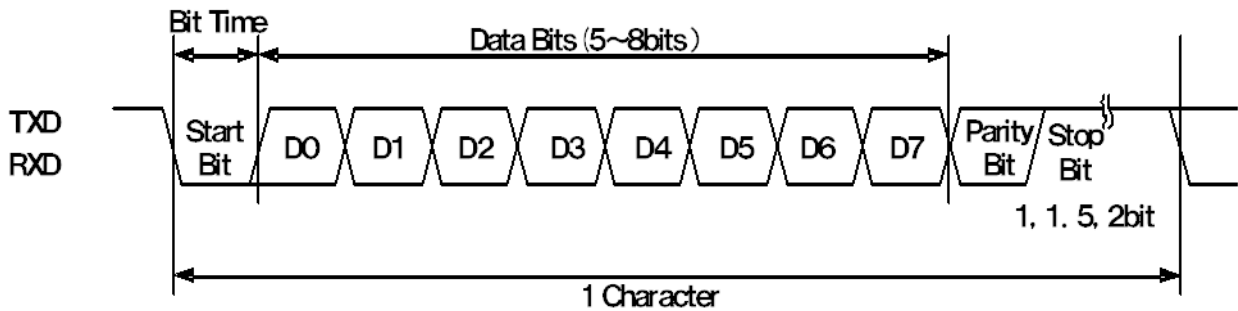 Bit Time
Data Bits (5~8bits)
TXD
RXD
Start
Bit
D0
D1
D2
D3
D4
D5
D6
D7
Parity
Bit
Stop
Bit
1, 1. 5, 2bit
1 Character